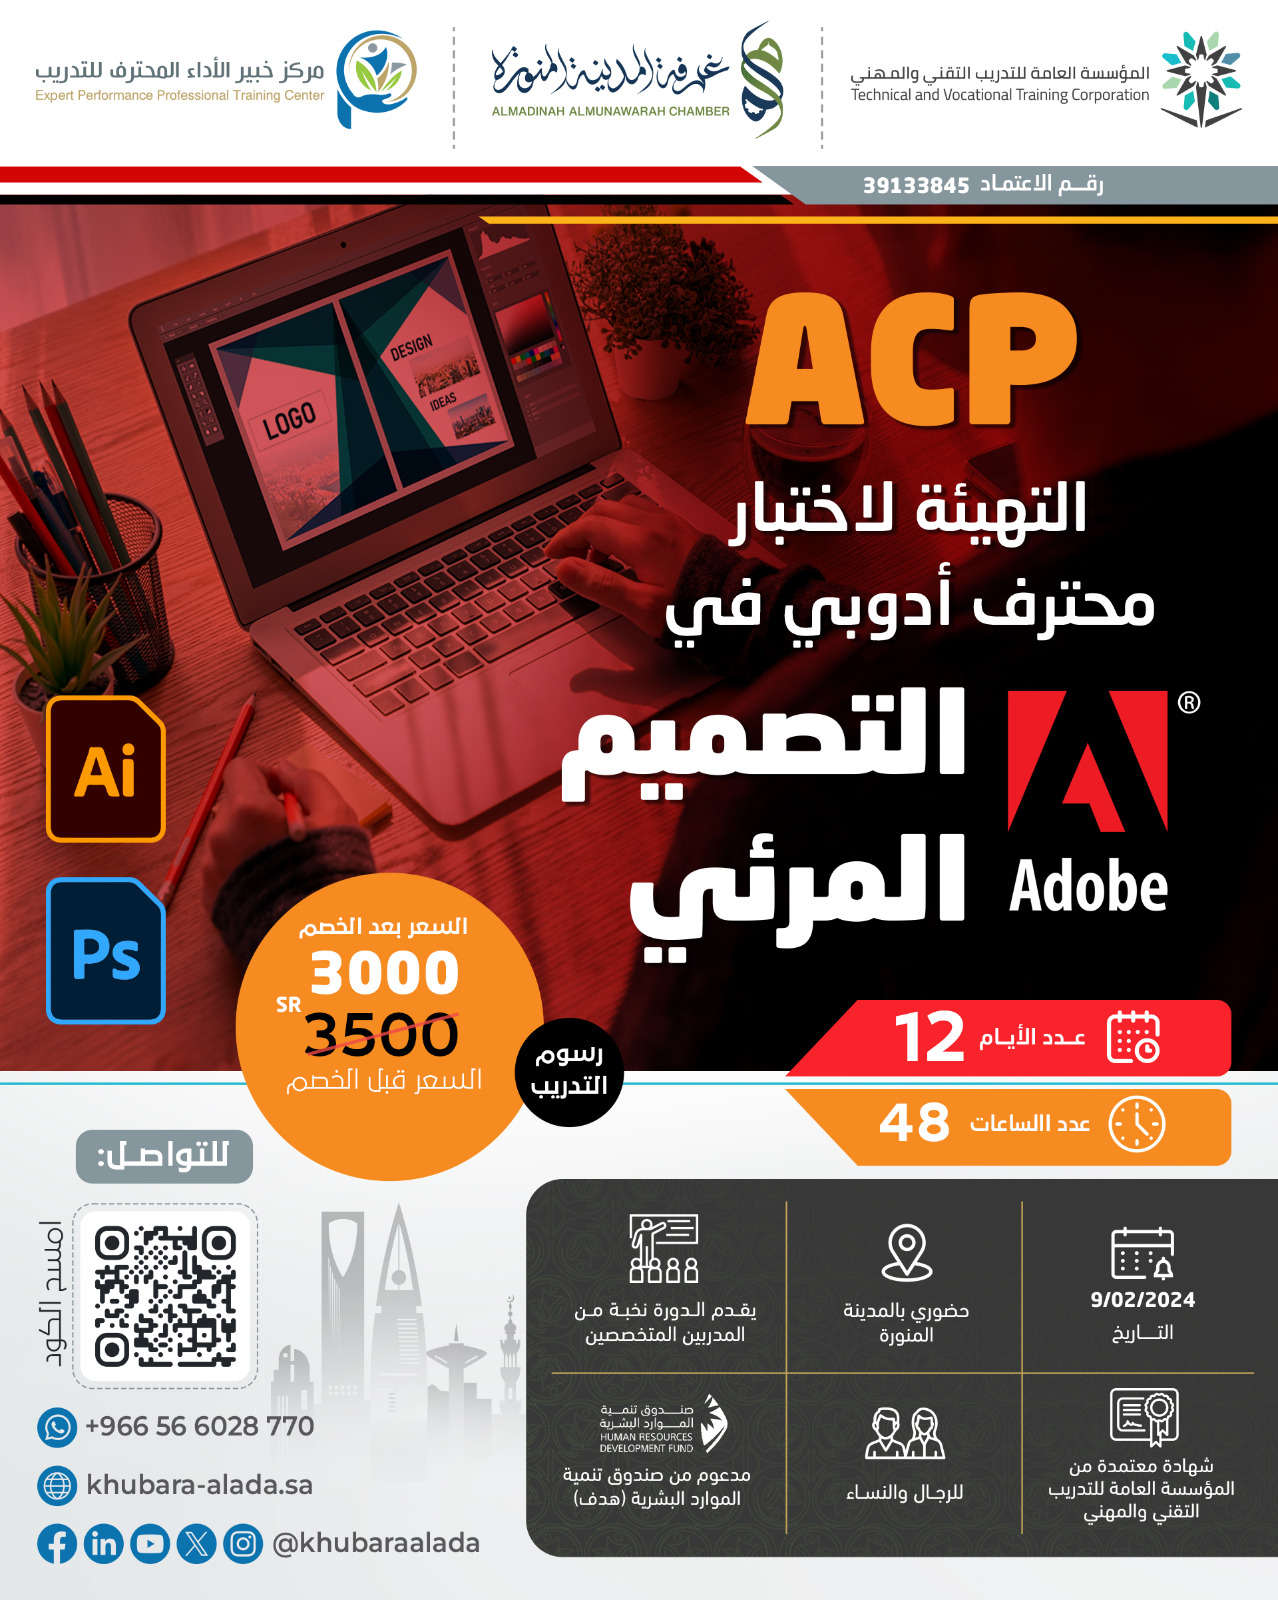 المؤسسة العامة للتدريب التقني والمهني
Technical and Vocational Training Corporation
غرفة المدينة المنورة
ALMADINAH ALMUNAWARAH CHAMBER
مركز خبير الأداء المحترف للتدريب
Expert Performance Professional Training Center
رقم الاعتماد 39133845
ACP
التهيئة لاختبار
محترف أدوبي في
التصميم
المرئي
®
Adobe
LOGO
DESIGN
IDEAS
Ai
Ps
السعر بعد الخصم
3000
SR
3500
السعر قبل الخصم
رسوم
التدريب
عدد الأيام 12
عدد االساعات 48
9/02/2024
التاريخ
حضوري بالمدينة
المنورة
يقدم الدورة نخبة من
المدربين المتخصصين
شهادة معتمدة من
المؤسسة العامة للتدريب
التقني والمهني
للرجال والنساء
صندوق تنمية
الموارد البشرية
HUMAN RESOURCES
DEVELOPMENT FUND
مدعوم من صندوق تنمية
الموارد البشرية (هدف)
للتواصل:
امسح الكود
+966 56 6028 770
khubara-alada.sa
@khubaraalada